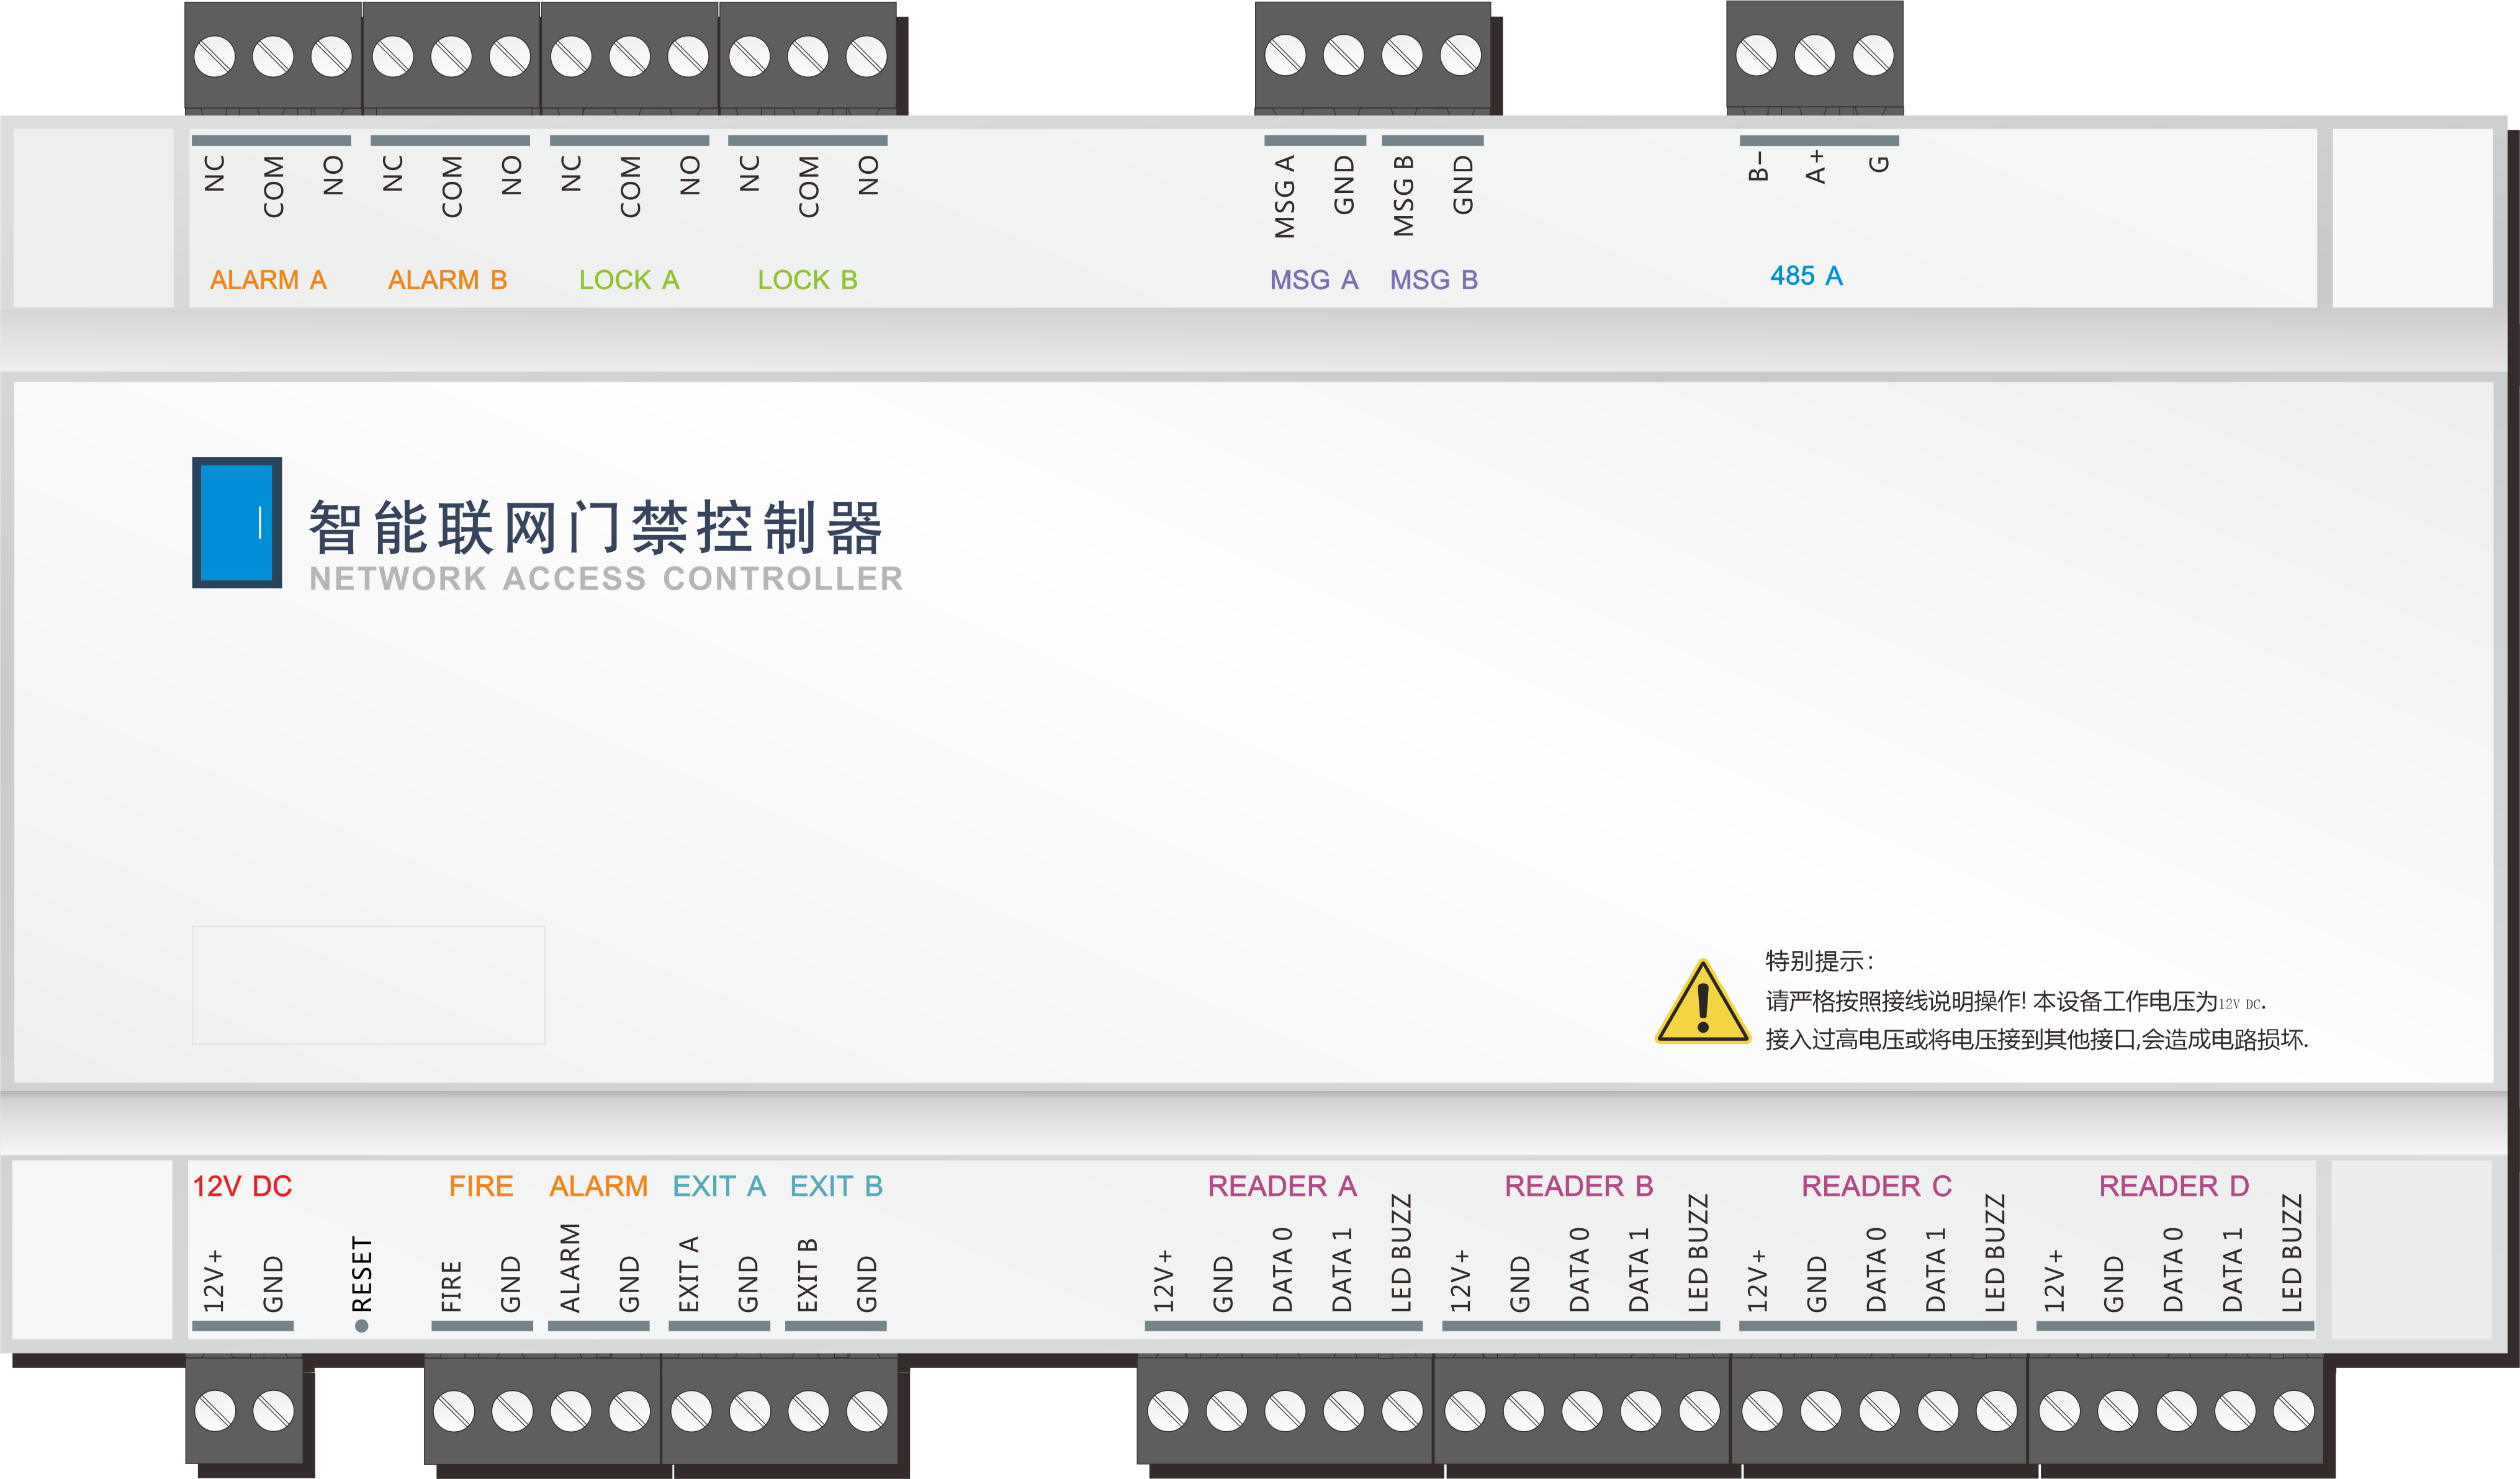 NC COM NO NC COM NO NC COM NO NC COM NO MSG A GND MSG B GND B− A+ G
ALARM A ALARM B LOCK A LOCK B MSG A MSG B 485 A
智能联网门禁控制器
NETWORK ACCESS CONTROLLER
特别提示：
请严格按照接线说明操作! 本设备工作电压为12V DC.
接入过高电压或将电压接到其他接口,会造成电路损坏.
12V DC FIRE ALARM EXIT A EXIT B READER A READER B READER C READER D
12V+ GND RESET FIRE GND ALARM GND EXIT A GND EXIT B GND 12V+ GND DATA 0 DATA 1 LED BUZZ 12V+ GND DATA 0 DATA 1 LED BUZZ 12V+ GND DATA 0 DATA 1 LED BUZZ 12V+ GND DATA 0 DATA 1 LED BUZZ